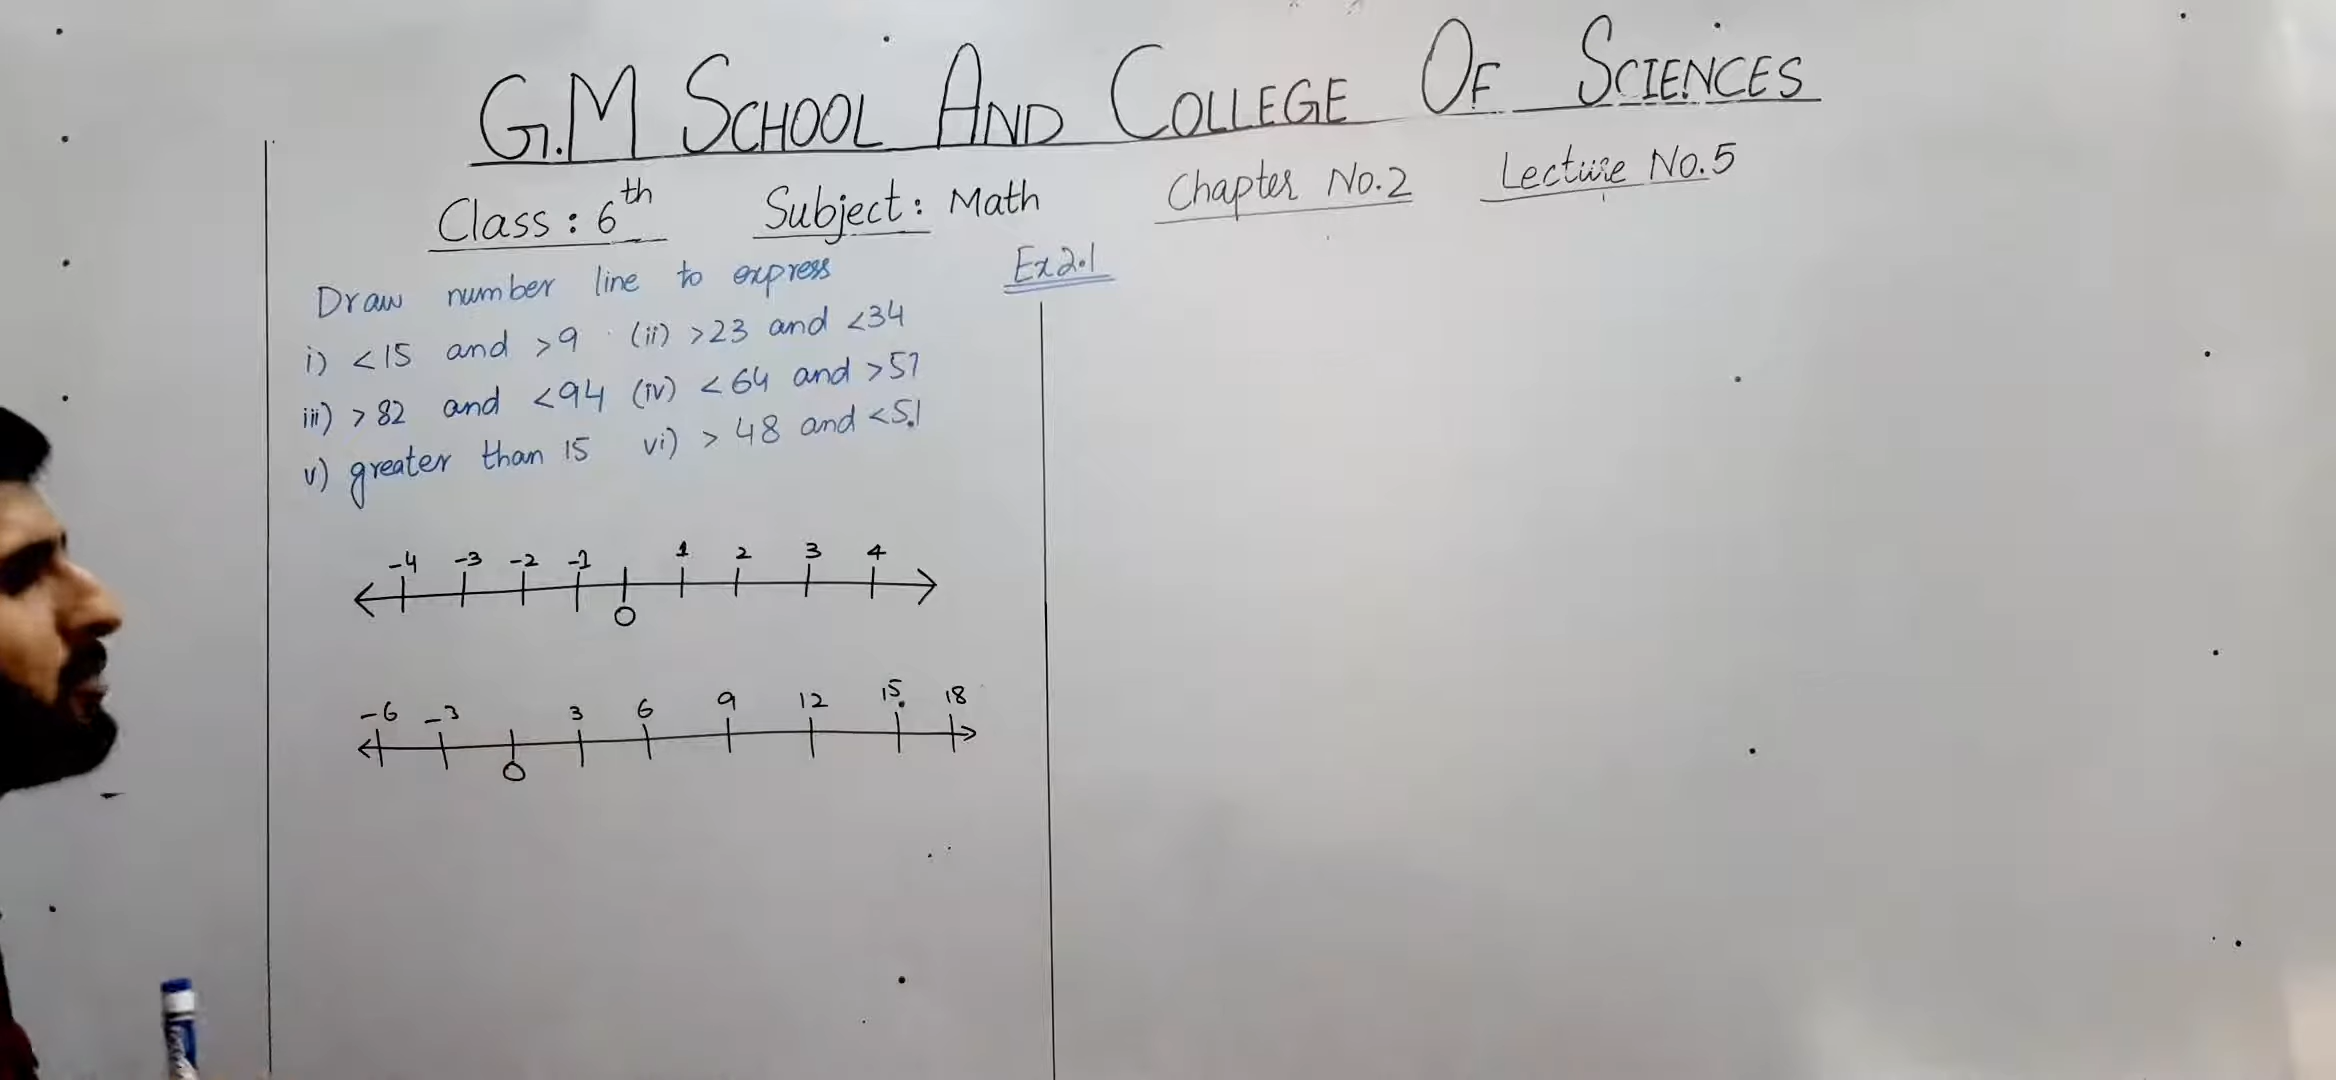 G.M SCHOOL AND COLLEGE OF SCIENCES
Class: 6th Subject: Math Chapter No.2 Lecture No.5
Ex2.1
Draw number line to express
i) <15 and >9 (ii) >23 and <34
iii) >82 and <94 (iv) <64 and >57
v) greater than 15 vi) >48 and <51
-4 -3 -2 -1 1 2 3 4
0
-6 -3 3 6 9 12 15 18
0